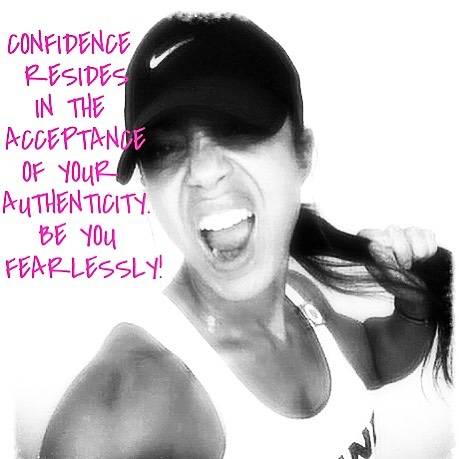 CONFIDENCE
RESIDES
IN THE
ACCEPTANCE
OF YOUR
AUTHENTICITY.
BE YOU
FEARLESSLY!